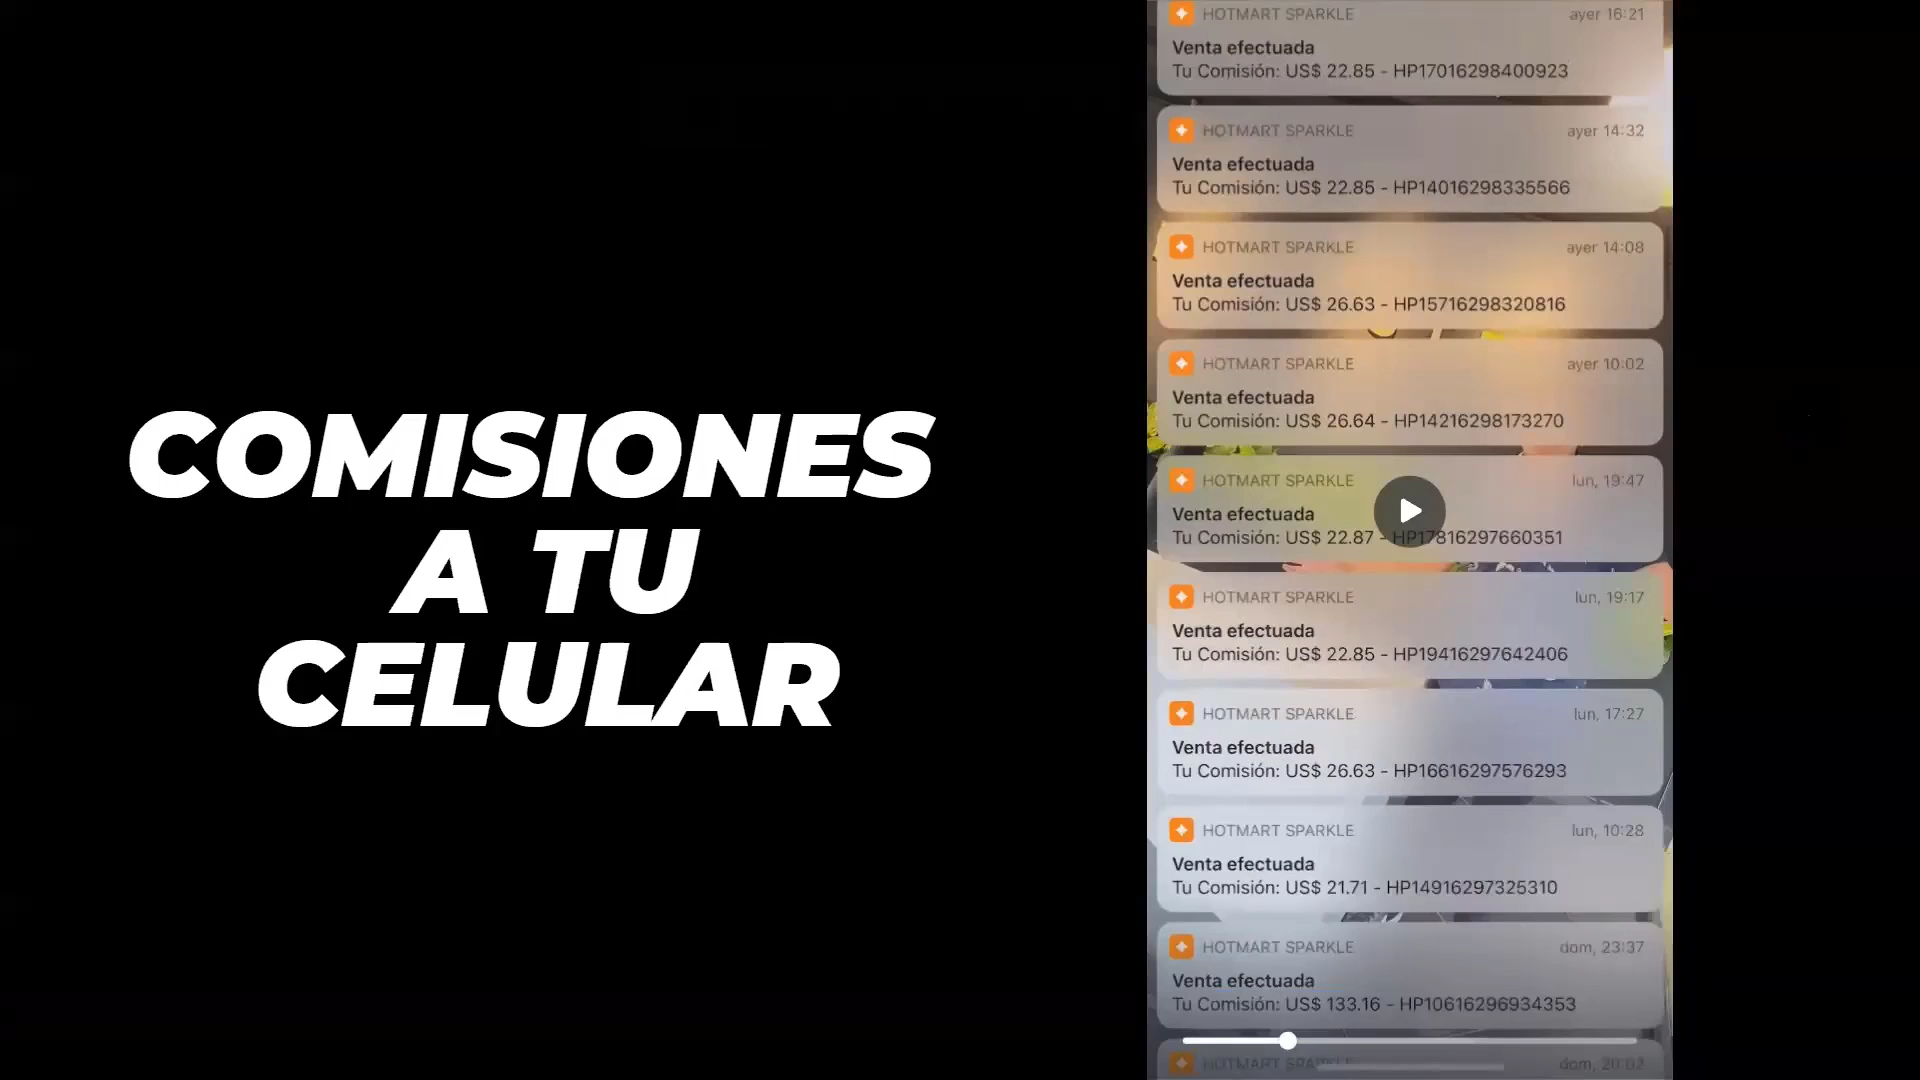 COMISIONES
A TU
CELULAR
HOTMART SPARKLE ayer 16:21
Venta efectuada
Tu Comisión: US$ 22.85 - HP17016298400923
HOTMART SPARKLE ayer 14:32
Venta efectuada
Tu Comisión: US$ 22.85 - HP14016298335566
HOTMART SPARKLE ayer 14:08
Venta efectuada
Tu Comisión: US$ 26.63 - HP15716298320816
HOTMART SPARKLE ayer 10:02
Venta efectuada
Tu Comisión: US$ 26.64 - HP14216298173270
HOTMART SPARKLE lun, 19:47
Venta efectuada
Tu Comisión: US$ 22.87 - HP17816297660351
HOTMART SPARKLE lun, 19:17
Venta efectuada
Tu Comisión: US$ 22.85 - HP19416297642406
HOTMART SPARKLE lun, 17:27
Venta efectuada
Tu Comisión: US$ 26.63 - HP16616297576293
HOTMART SPARKLE lun, 10:28
Venta efectuada
Tu Comisión: US$ 21.71 - HP14916297325310
HOTMART SPARKLE dom, 23:37
Venta efectuada
Tu Comisión: US$ 133.16 - HP10616296934353
HOTMART SPARKLE dom, 20:02